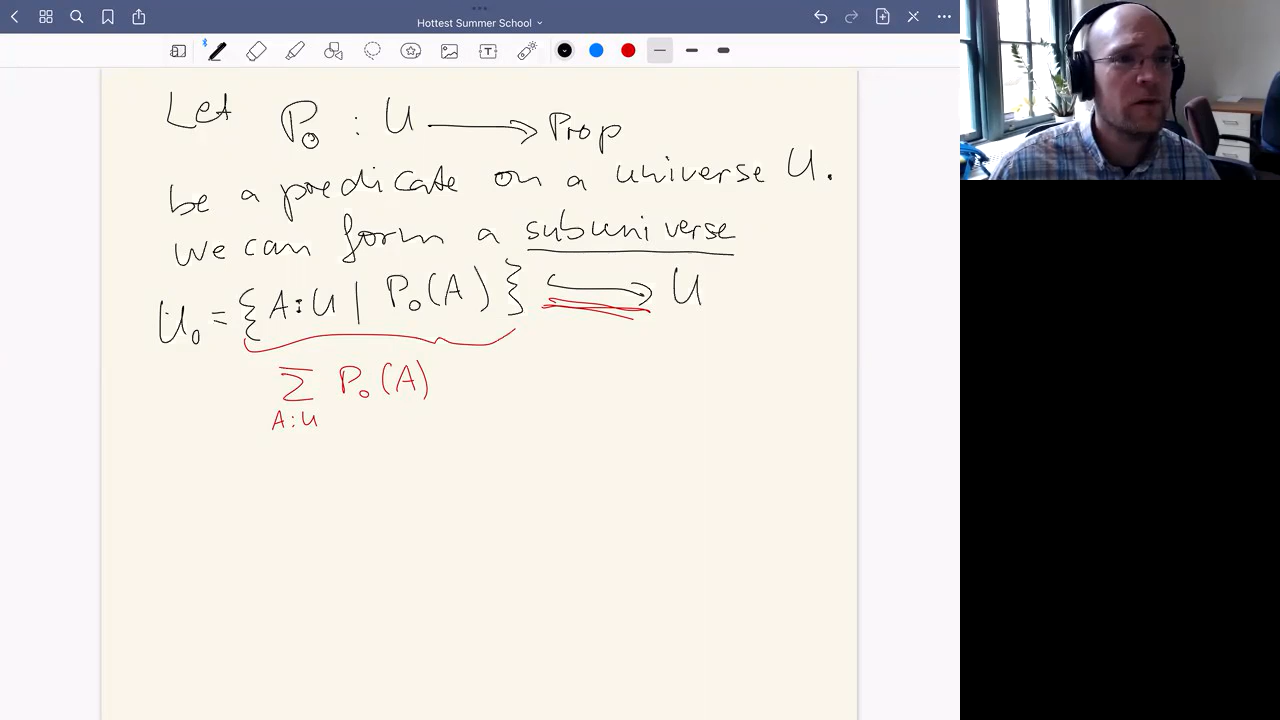 Hottest Summer School
Let P₀ : U ⟶ Prop
be a predicate on a universe U.
We can form a subuniverse
U₀ = {A:U | P₀(A)} ↪ U
∑ P₀(A)
A:U